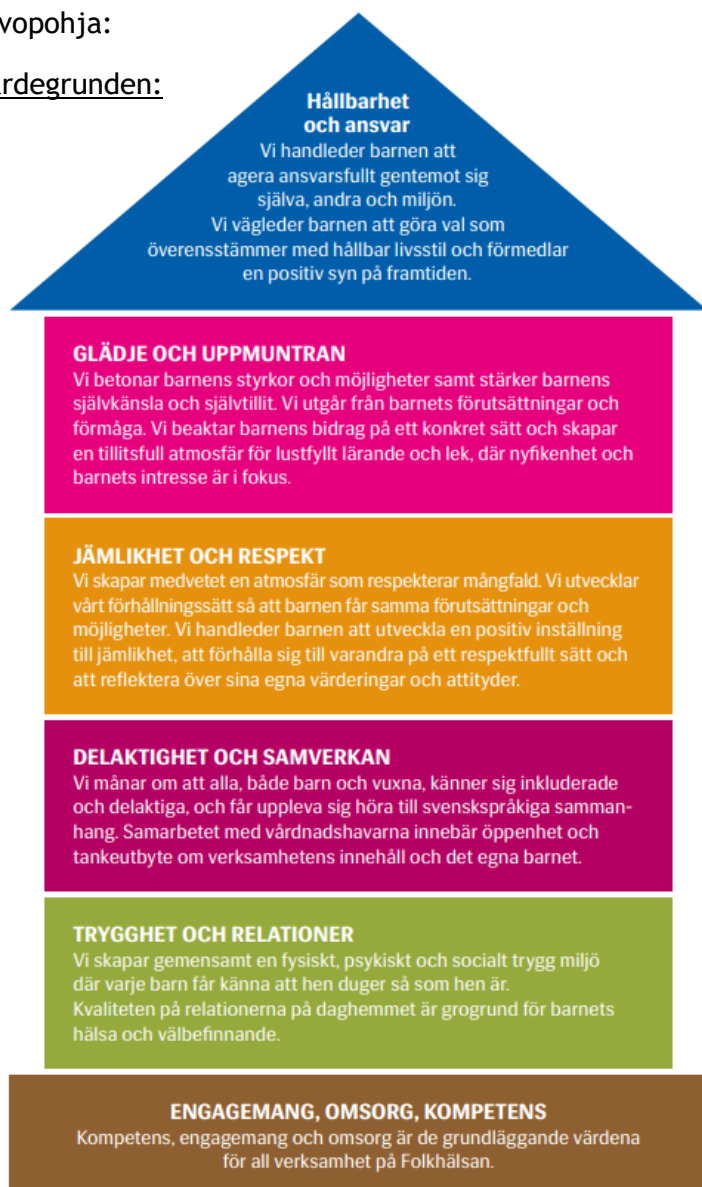 vopohja:
rdegrunden:
Hållbarhet
och ansvar
Vi handleder barnen att
agera ansvarsfullt gentemot sig
själva, andra och miljön.
Vi vägleder barnen att göra val som
överensstämmer med hållbar livsstil och förmedlar
en positiv syn på framtiden.
GLÄDJE OCH UPPMUNTRAN
Vi betonar barnens styrkor och möjligheter samt stärker barnens
självkänsla och självtillit. Vi utgår från barnets förutsättningar och
förmåga. Vi beaktar barnens bidrag på ett konkret sätt och skapar
en tillitsfull atmosfär för lustfyllt lärande och lek, där nyfikenhet och
barnets intresse är i fokus.
JÄMLIKHET OCH RESPEKT
Vi skapar medvetet en atmosfär som respekterar mångfald. Vi utvecklar
vårt förhållningssätt så att barnen får samma förutsättningar och
möjligheter. Vi handleder barnen att utveckla en positiv inställning
till jämlikhet, att förhålla sig till varandra på ett respektfullt sätt och
att reflektera över sina egna värderingar och attityder.
DELAKTIGHET OCH SAMVERKAN
Vi månar om att alla, både barn och vuxna, känner sig inkluderade
och delaktiga, och får uppleva sig höra till svenskspråkiga samman-
hang. Samarbetet med vårdnadshavarna innebär öppenhet och
tankeutbyte om verksamhetens innehåll och det egna barnet.
TRYGGHET OCH RELATIONER
Vi skapar gemensamt en fysiskt, psykiskt och socialt trygg miljö
där varje barn får känna att hen duger så som hen är.
Kvaliteten på relationerna på daghemmet är grogrund för barnets
hälsa och välbefinnande.
ENGAGEMANG, OMSORG, KOMPETENS
Kompetens, engagemang och omsorg är de grundläggande värdena
för all verksamhet på Folkhälsan.